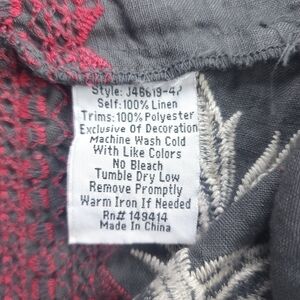 Style: J46619-42
Self:100% Linen
Trims:100% Polyester
Exclusive Of Decoration
Machine Wash Cold
With Like Colors
No Bleach
Tumble Dry Low
Remove Promptly
Warm Iron If Needed
Rn# 149414
Made In China